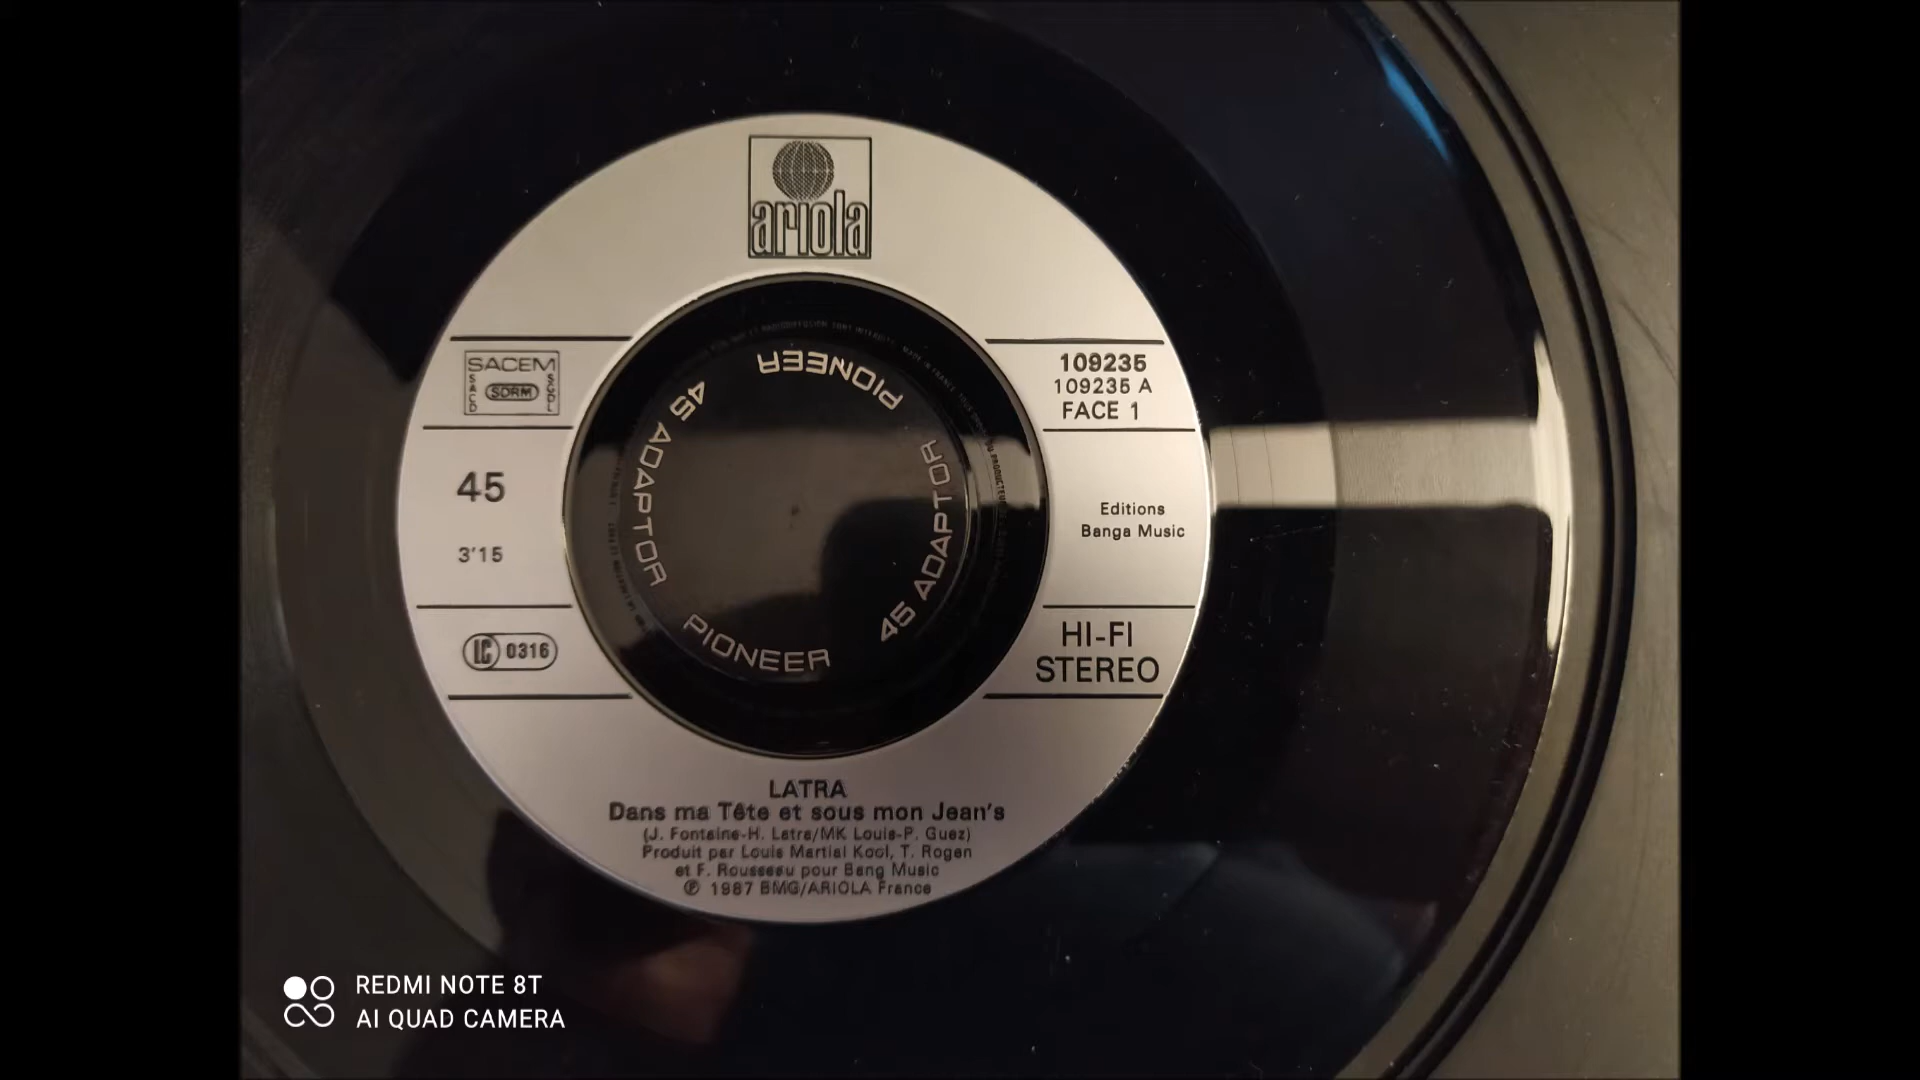 ariola
SACEM
SACD
SDRM
SGDL
45
3'15
LC 0316
109235
109235 A
FACE 1
Editions
Banga Music
HI-FI
STEREO
PIONEER
45 ADAPTOR
PIONEER
45 ADAPTOR
LATRA
Dans ma Tête et sous mon Jean's
(J. Fontaine-H. Latra/MK Louis-P. Guez)
Produit par Louis Martial Kool, T. Rogen
et F. Rousseau pour Bang Music
℗ 1987 BMG/ARIOLA France
REDMI NOTE 8T
AI QUAD CAMERA